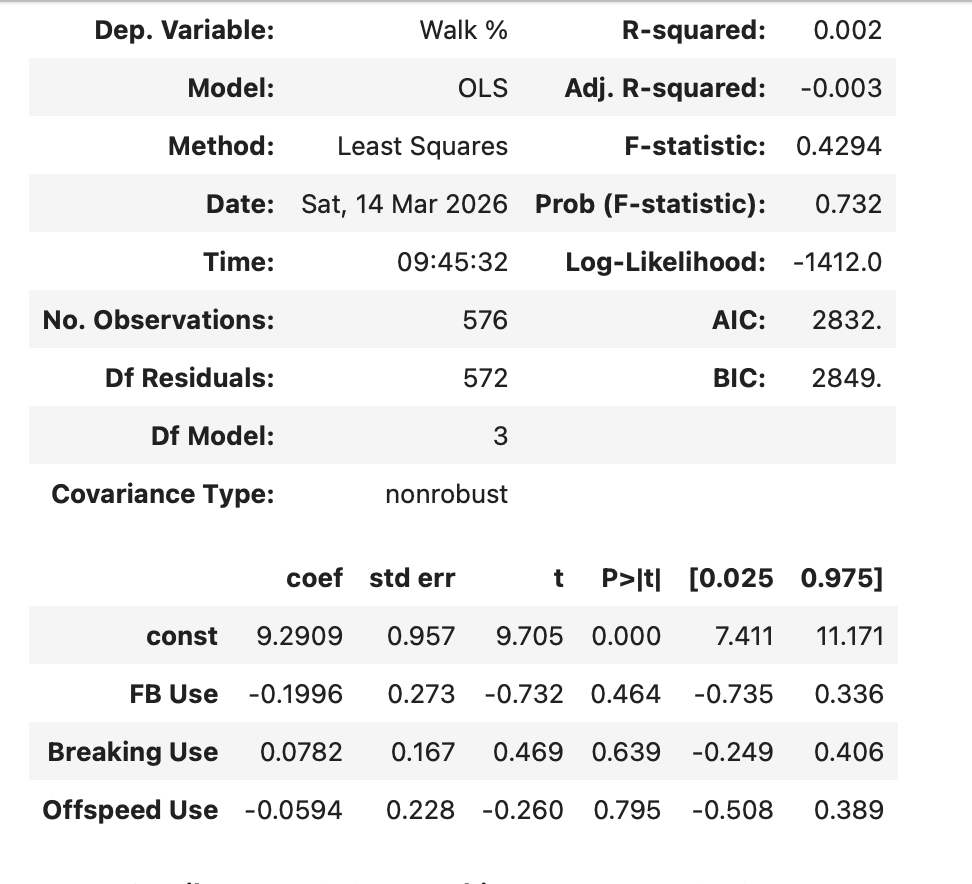 Dep. Variable: Walk % R-squared: 0.002
Model: OLS Adj. R-squared: -0.003
Method: Least Squares F-statistic: 0.4294
Date: Sat, 14 Mar 2026 Prob (F-statistic): 0.732
Time: 09:45:32 Log-Likelihood: -1412.0
No. Observations: 576 AIC: 2832.
Df Residuals: 572 BIC: 2849.
Df Model: 3
Covariance Type: nonrobust
coef std err t P>|t| [0.025 0.975]
const 9.2909 0.957 9.705 0.000 7.411 11.171
FB Use -0.1996 0.273 -0.732 0.464 -0.735 0.336
Breaking Use 0.0782 0.167 0.469 0.639 -0.249 0.406
Offspeed Use -0.0594 0.228 -0.260 0.795 -0.508 0.389